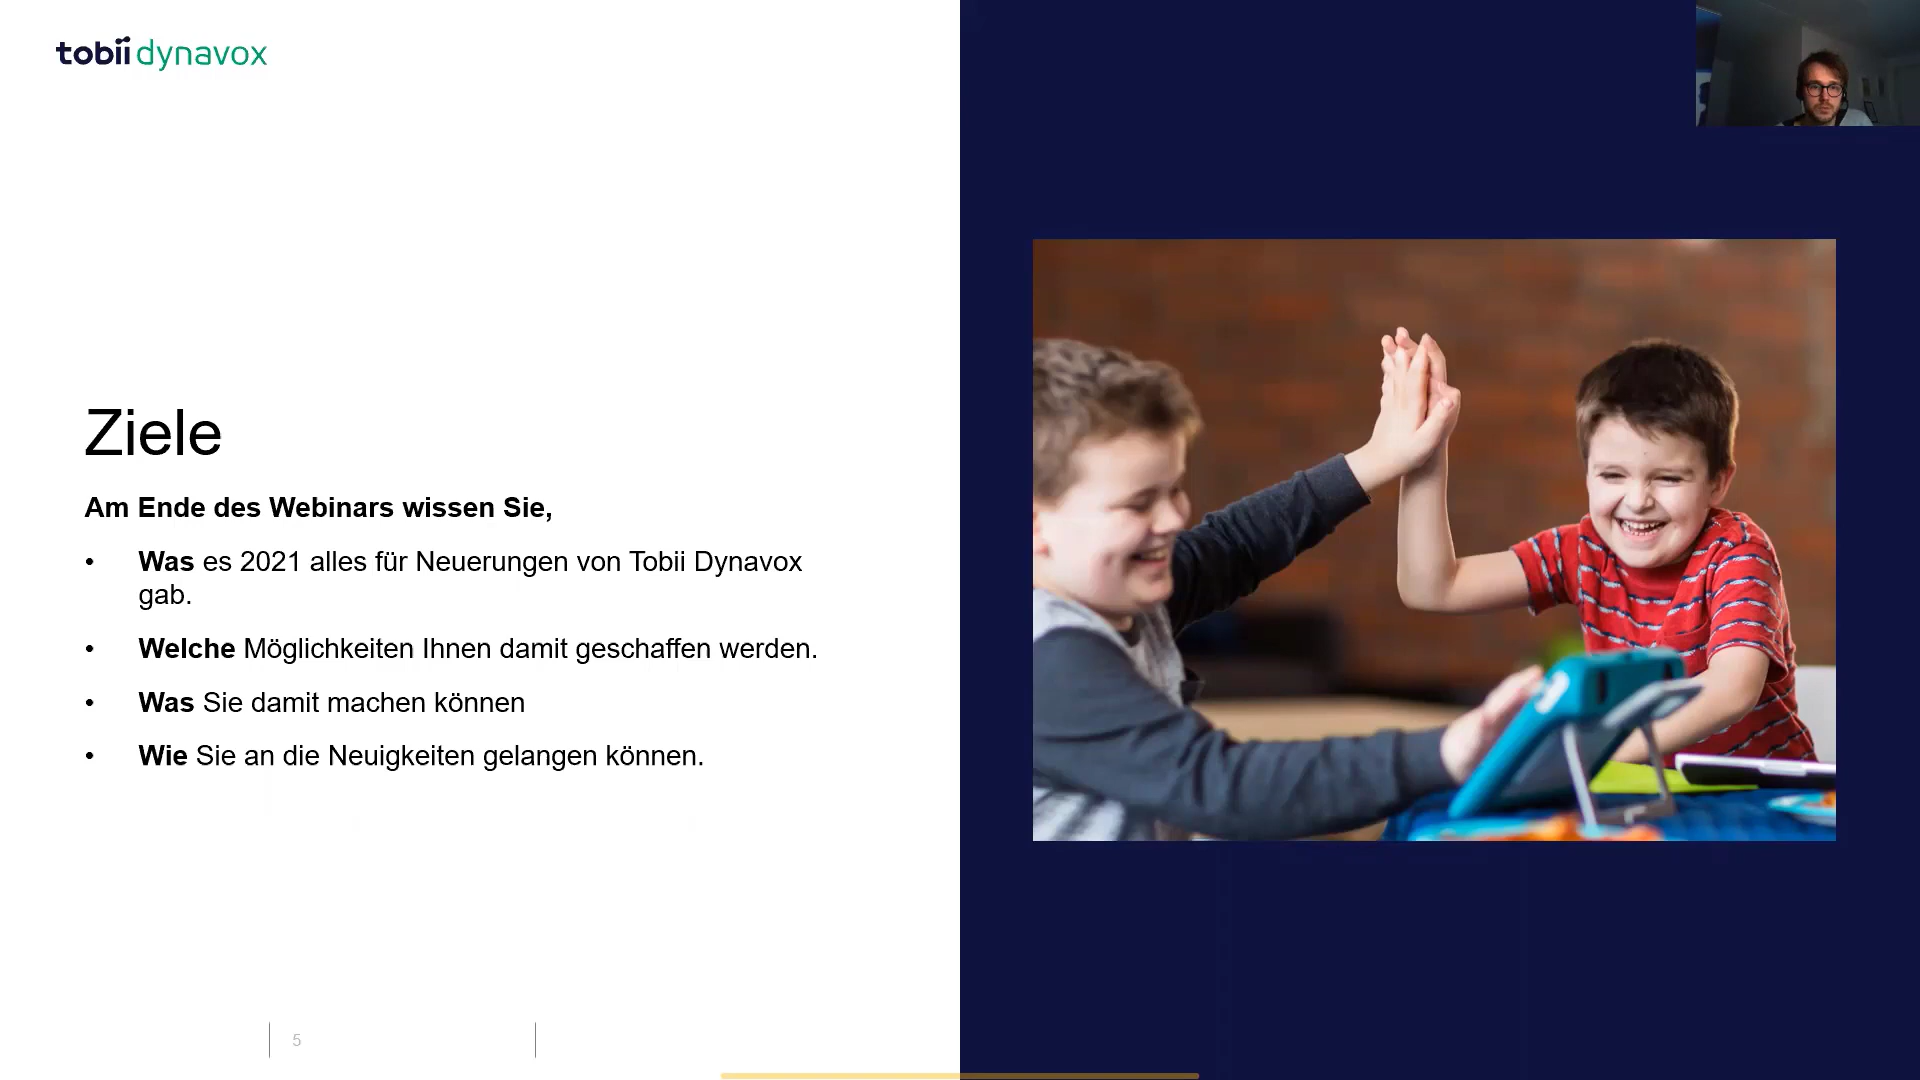 tobii dynavox
Ziele
Am Ende des Webinars wissen Sie,
• Was es 2021 alles für Neuerungen von Tobii Dynavox
gab.
• Welche Möglichkeiten Ihnen damit geschaffen werden.
• Was Sie damit machen können
• Wie Sie an die Neuigkeiten gelangen können.
5